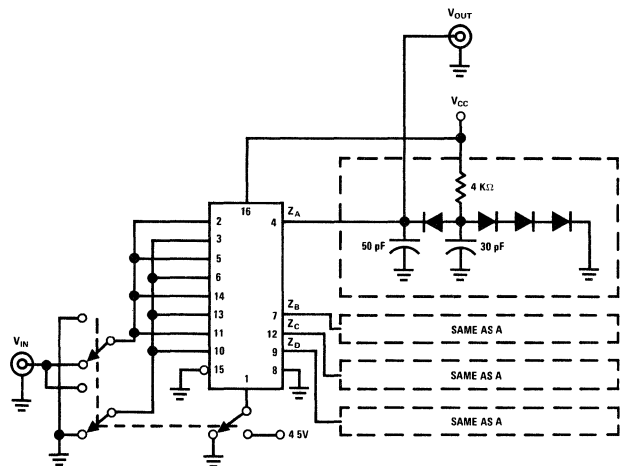 VOUT
VCC
4 KΩ
16
ZA
2
4
3
50 pF
30 pF
5
6
14
ZB
13
7
SAME AS A
ZC
VIN
11
12
10
ZD
SAME AS A
15
9
8
1
SAME AS A
4 5V